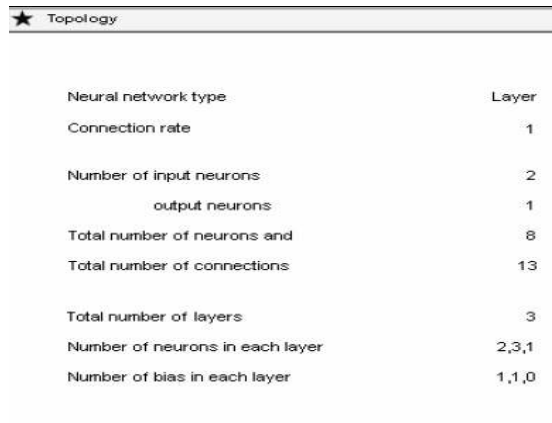 ★ Topology
Neural network type Layer
Connection rate 1
Number of input neurons 2
output neurons 1
Total number of neurons and 8
Total number of connections 13
Total number of layers 3
Number of neurons in each layer 2,3,1
Number of bias in each layer 1,1,0